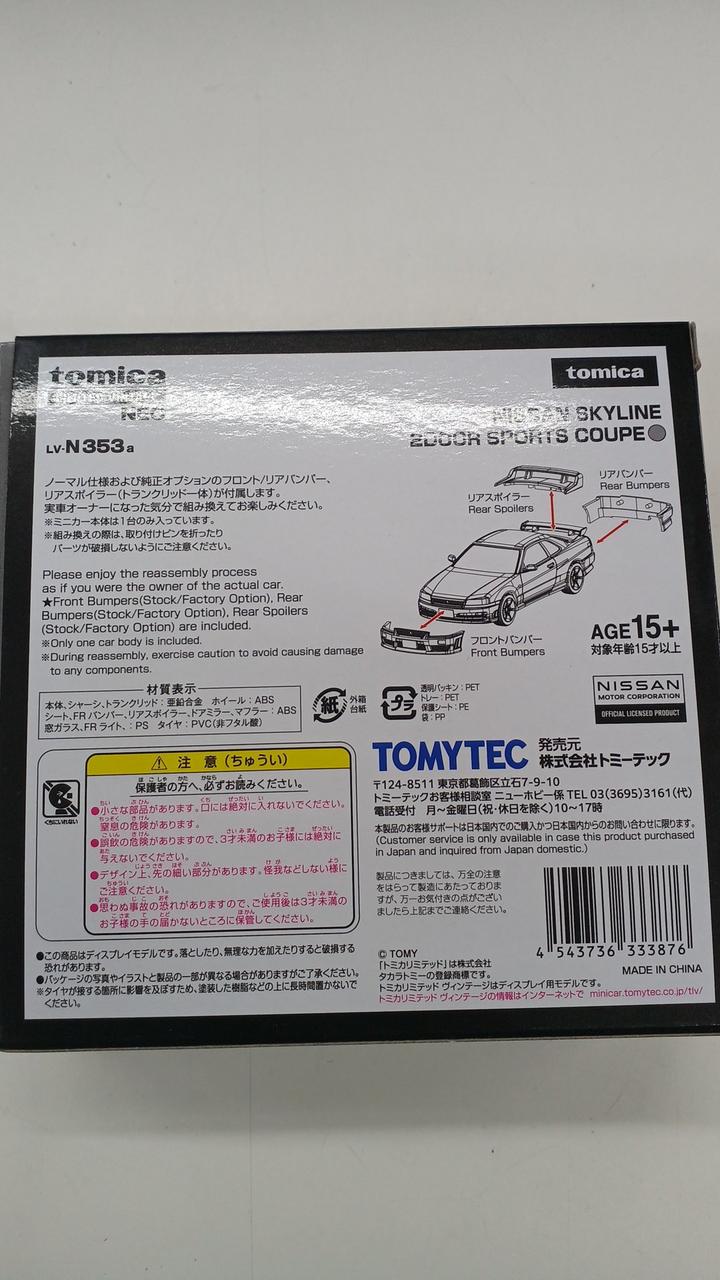 tomica
NEO
tomica
NISSAN SKYLINE
2DOOR SPORTS COUPE
LV-N353a
ノーマル仕様および純正オプションのフロント/リアバンパー、
リアスポイラー(トランクリッド一体)が付属します。
実車オーナーになった気分で組み換えてお楽しみください。
※ミニカー本体は1台のみ入っています。
※組み換えの際は、取り付けピンを折ったり
パーツが破損しないようにご注意ください。
Please enjoy the reassembly process
as if you were the owner of the actual car.
★Front Bumpers(Stock/Factory Option), Rear
Bumpers(Stock/Factory Option), Rear Spoilers
(Stock/Factory Option) are included.
※Only one car body is included.
※During reassembly, exercise caution to avoid causing damage
to any components.
リアスポイラー
Rear Spoilers
リアバンパー
Rear Bumpers
フロントバンパー
Front Bumpers
AGE15+
対象年齢15才以上
材質表示
本体、シャーシ、トランクリッド:亜鉛合金 ホイール:ABS
シート、FRバンパー、リアスポイラー、ドアミラー、マフラー:ABS
窓ガラス、FRライト、:PS タイヤ:PVC(非フタル酸)
紙
外箱
台紙
プラ
透明パッキン:PET
トレー:PET
保護シート:PE
袋:PP
NISSAN
MOTOR CORPORATION
OFFICIAL LICENSED PRODUCT
くちにいれない
注意(ちゅうい)
保護者の方へ、必ずお読みください。
●小さな部品があります。口には絶対に入れないでください。
窒息の危険があります。
●誤飲の危険がありますので、3才未満のお子様には絶対に
与えないでください。
●デザイン上、先の細い部分があります。怪我などしない様に
ご注意ください。
●思わぬ事故の恐れがありますので、ご使用後は3才未満の
お子様の手の届かないところに保管してください。
●この商品はディスプレイモデルです。落としたり、無理な力を加えたりすると破損する
恐れがあります。
●パッケージの写真やイラストと製品の一部が異なる場合がありますがご了承ください。
※タイヤが接する箇所に影響を及ぼすため、塗装した樹脂などの上に長時間置かないで
ください。
TOMYTEC
発売元
株式会社トミーテック
〒124-8511 東京都葛飾区立石7-9-10
トミーテックお客様相談室 ニューホビー係 TEL 03(3695)3161(代)
電話受付 月〜金曜日(祝・休日を除く)10〜17時
本製品のお客様サポートは日本国内でのご購入かつ日本国内からのお問い合わせに限ります。
(Customer service is only available in case this product purchased
in Japan and inquired from Japan domestic.)
製品につきましては、万全の注意
をはらって製造にあたっておりま
すが、万一お気付きの点がござい
ましたら上記までご連絡ください。
4 543736 333876
MADE IN CHINA
© TOMY
「トミカリミテッド」は株式会社
タカラトミーの登録商標です。
トミカリミテッド ヴィンテージはディスプレイ用モデルです。
トミカリミテッド ヴィンテージの情報はインターネットで minicar.tomytec.co.jp/tlv/